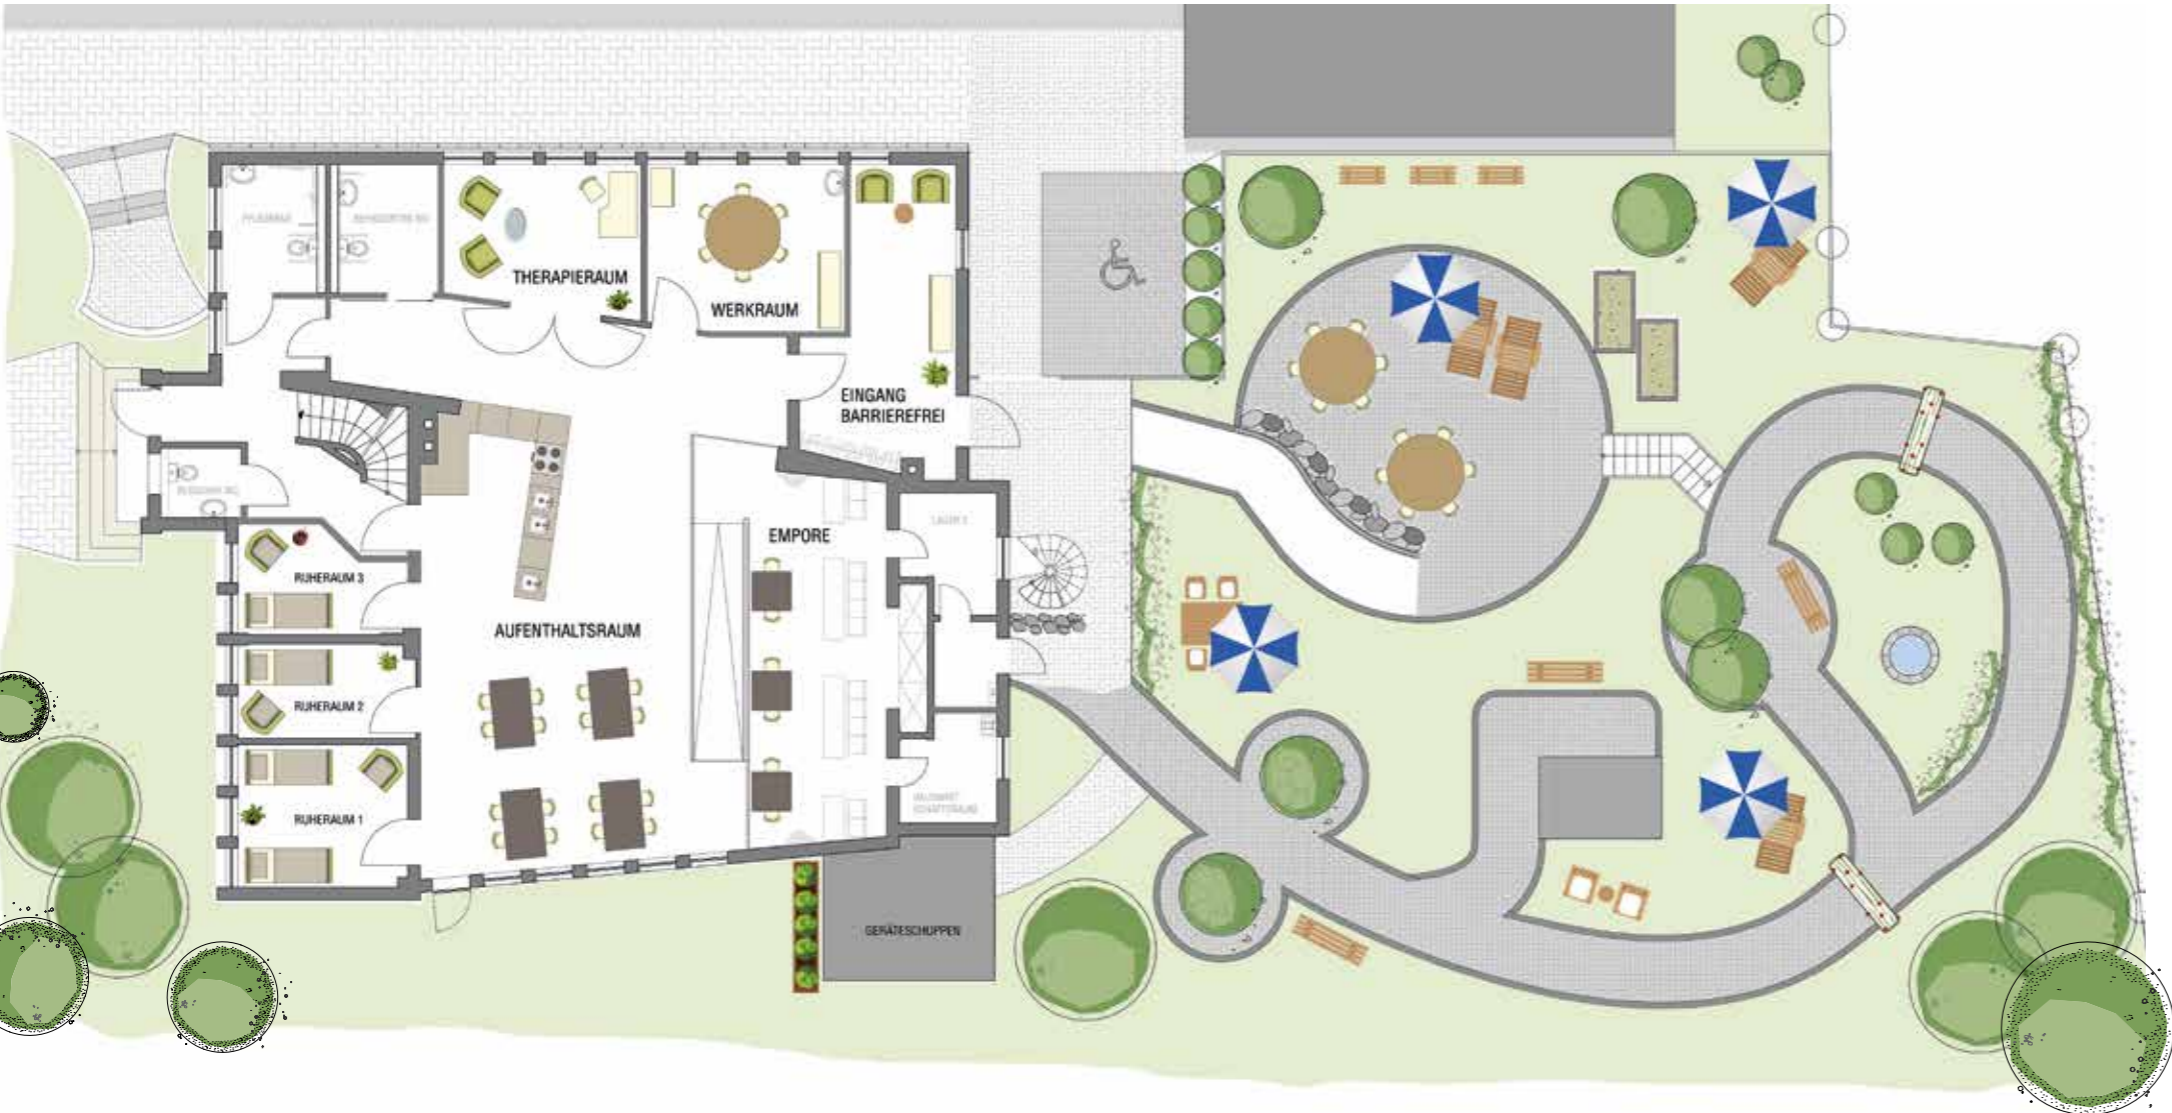 THERAPIERAUM
WERKRAUM
EINGANG
BARRIEREFREI
EMPORE
RUHERAUM 3
AUFENTHALTSRAUM
RUHERAUM 2
RUHERAUM 1
GERÄTESCHUPPEN